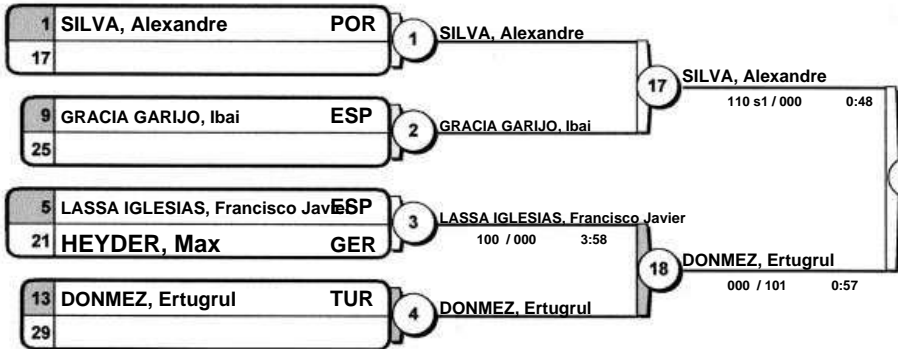 1 SILVA, Alexandre POR
17
1 SILVA, Alexandre
17 SILVA, Alexandre
110 s1 / 000 0:48
9 GRACIA GARIJO, Ibai ESP
25
2 GRACIA GARIJO, Ibai
5 LASSA IGLESIAS, Francisco Javier ESP
21 HEYDER, Max GER
3 LASSA IGLESIAS, Francisco Javier
100 / 000 3:58
18 DONMEZ, Ertugrul
000 / 101 0:57
13 DONMEZ, Ertugrul TUR
29
4 DONMEZ, Ertugrul